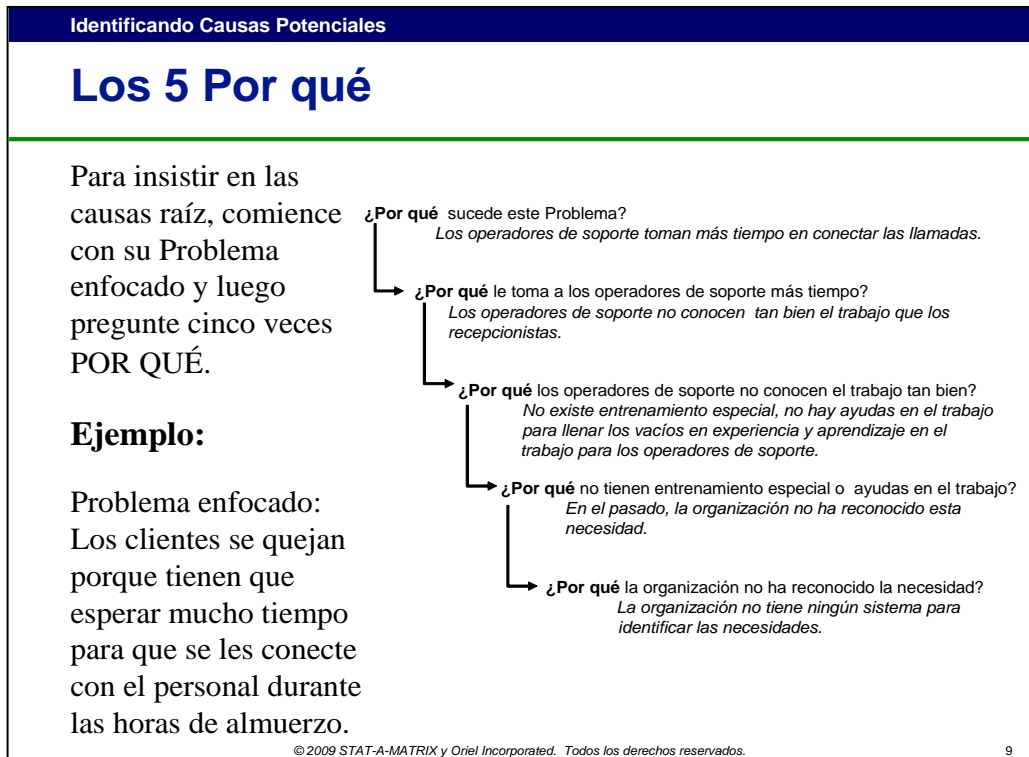 Identificando Causas Potenciales
Los 5 Por qué
Para insistir en las
causas raíz, comience
con su Problema
enfocado y luego
pregunte cinco veces
POR QUÉ.
Ejemplo:
Problema enfocado:
Los clientes se quejan
porque tienen que
esperar mucho tiempo
para que se les conecte
con el personal durante
las horas de almuerzo.
¿Por qué sucede este Problema?
Los operadores de soporte toman más tiempo en conectar las llamadas.
¿Por qué le toma a los operadores de soporte más tiempo?
Los operadores de soporte no conocen tan bien el trabajo que los
recepcionistas.
¿Por qué los operadores de soporte no conocen el trabajo tan bien?
No existe entrenamiento especial, no hay ayudas en el trabajo
para llenar los vacíos en experiencia y aprendizaje en el
trabajo para los operadores de soporte.
¿Por qué no tienen entrenamiento especial o ayudas en el trabajo?
En el pasado, la organización no ha reconocido esta
necesidad.
¿Por qué la organización no ha reconocido la necesidad?
La organización no tiene ningún sistema para
identificar las necesidades.
© 2009 STAT-A-MATRIX y Oriel Incorporated. Todos los derechos reservados.
9